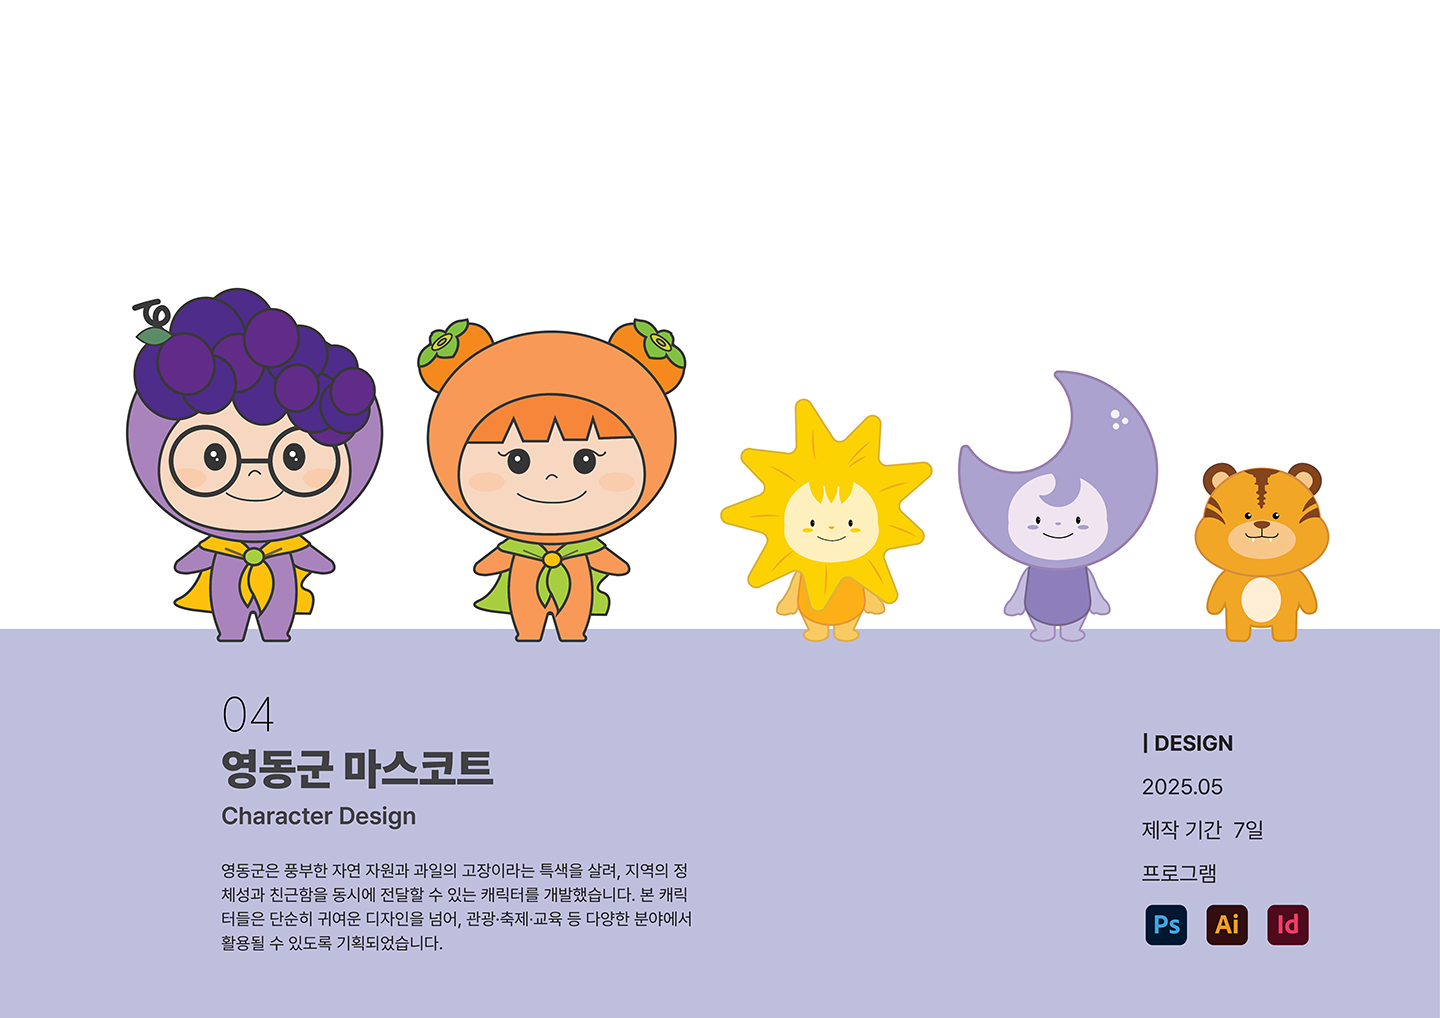 04
영동군 마스코트
Character Design
영동군은 풍부한 자연 자원과 과일의 고장이라는 특색을 살려, 지역의 정
체성과 친근함을 동시에 전달할 수 있는 캐릭터를 개발했습니다. 본 캐릭
터들은 단순히 귀여운 디자인을 넘어, 관광·축제·교육 등 다양한 분야에서
활용될 수 있도록 기획되었습니다.
| DESIGN
2025.05
제작 기간 7일
프로그램
Ps Ai Id